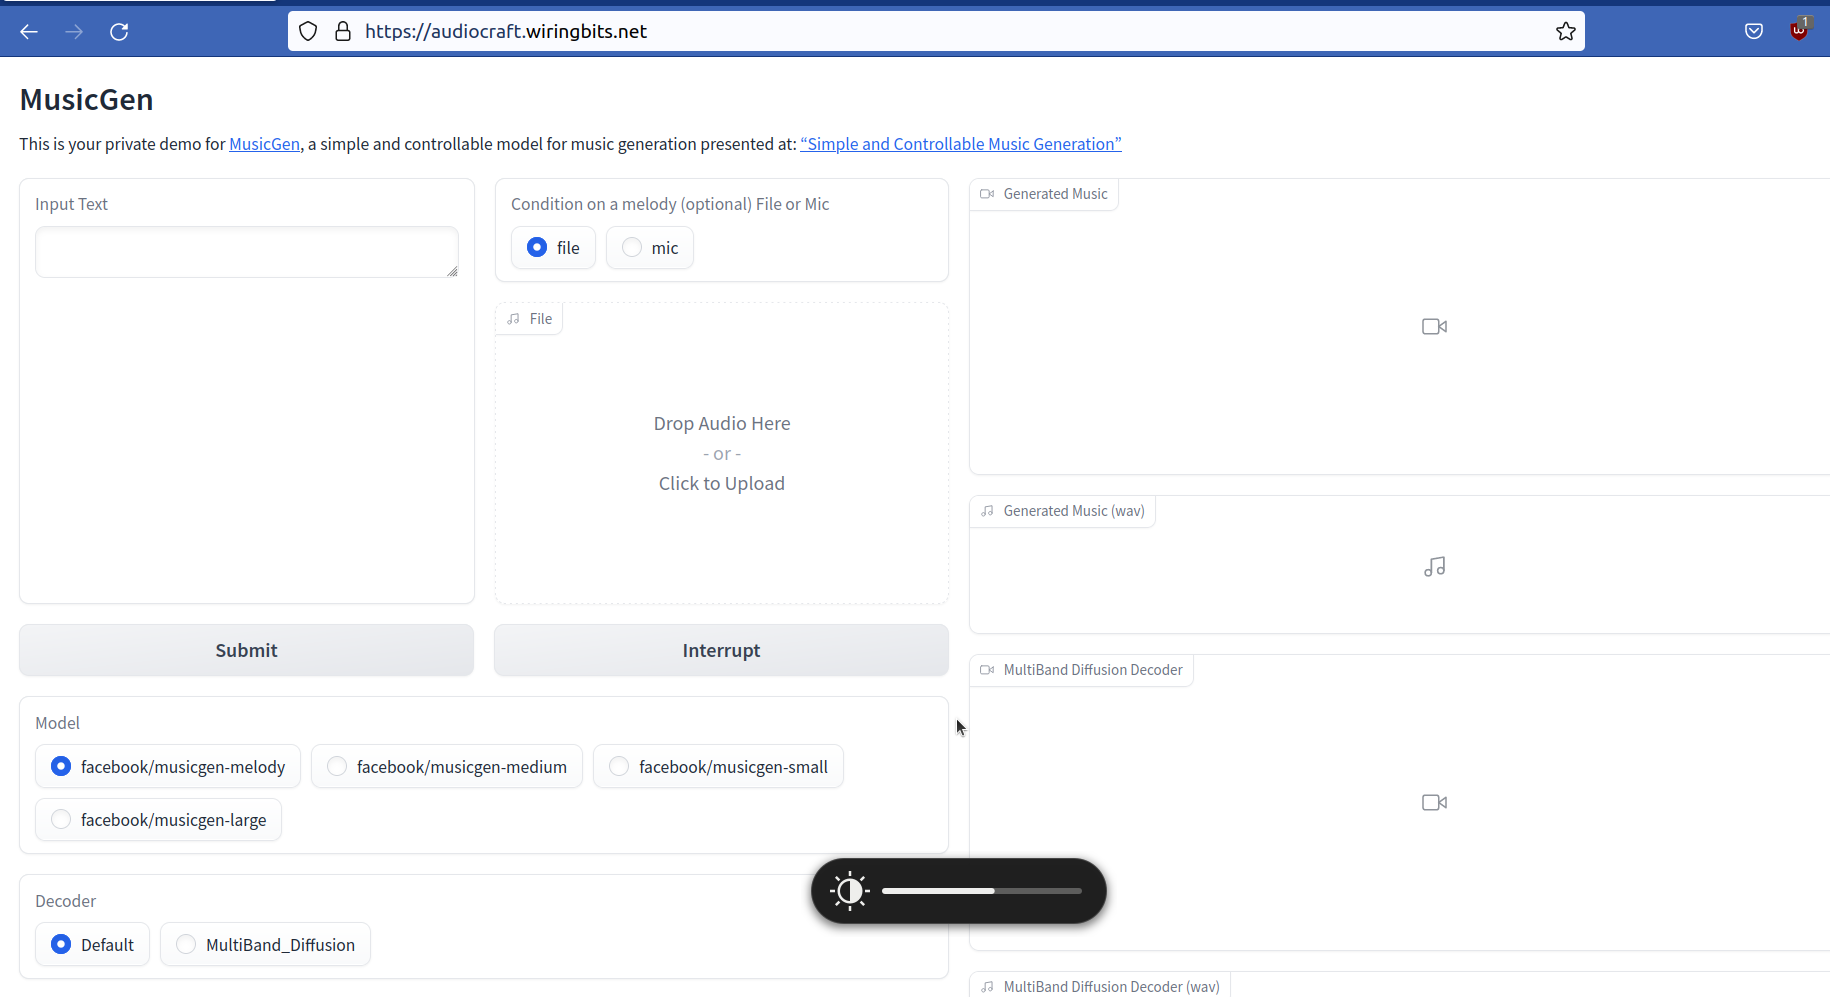 https://audiocraft.wiringbits.net
1
MusicGen
This is your private demo for MusicGen, a simple and controllable model for music generation presented at: “Simple and Controllable Music Generation”
Input Text
Condition on a melody (optional) File or Mic
file
mic
File
Drop Audio Here
- or -
Click to Upload
Submit
Interrupt
Model
facebook/musicgen-melody
facebook/musicgen-medium
facebook/musicgen-small
facebook/musicgen-large
Decoder
Default
MultiBand_Diffusion
Generated Music
Generated Music (wav)
MultiBand Diffusion Decoder
MultiBand Diffusion Decoder (wav)